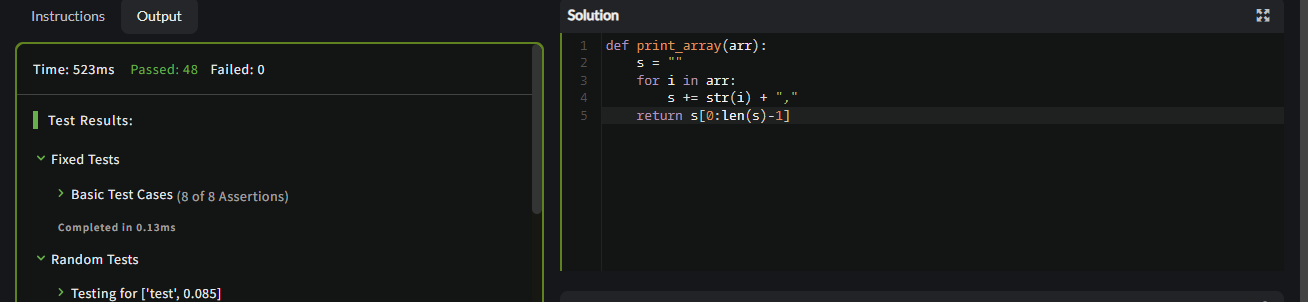 Instructions Output
Time: 523ms Passed: 48 Failed: 0
Test Results:
Fixed Tests
Basic Test Cases (8 of 8 Assertions)
Completed in 0.13ms
Random Tests
Testing for ['test', 0.085]
Solution
1 def print_array(arr):
2     s = ""
3     for i in arr:
4         s += str(i) + ","
5     return s[0:len(s)-1]